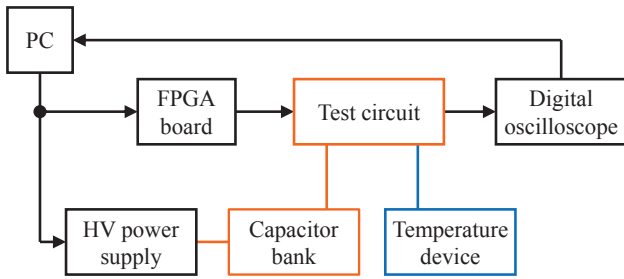 PC
FPGA
board
Test circuit
Digital
oscilloscope
HV power
supply
Capacitor
bank
Temperature
device